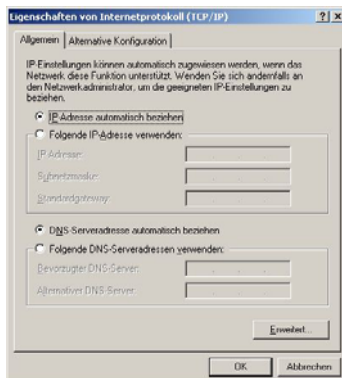 Eigenschaften von Internetprotokoll (TCP/IP)
Allgemein Alternative Konfiguration
IP-Einstellungen können automatisch zugewiesen werden, wenn das
Netzwerk diese Funktion unterstützt. Wenden Sie sich andernfalls an
den Netzwerkadministrator, um die geeigneten IP-Einstellungen zu
beziehen.
IP-Adresse automatisch beziehen
Folgende IP-Adresse verwenden:
IP-Adresse:
Subnetzmaske:
Standardgateway:
DNS-Serveradresse automatisch beziehen
Folgende DNS-Serveradressen verwenden:
Bevorzugter DNS-Server:
Alternativer DNS-Server:
Erweitert...
OK Abbrechen